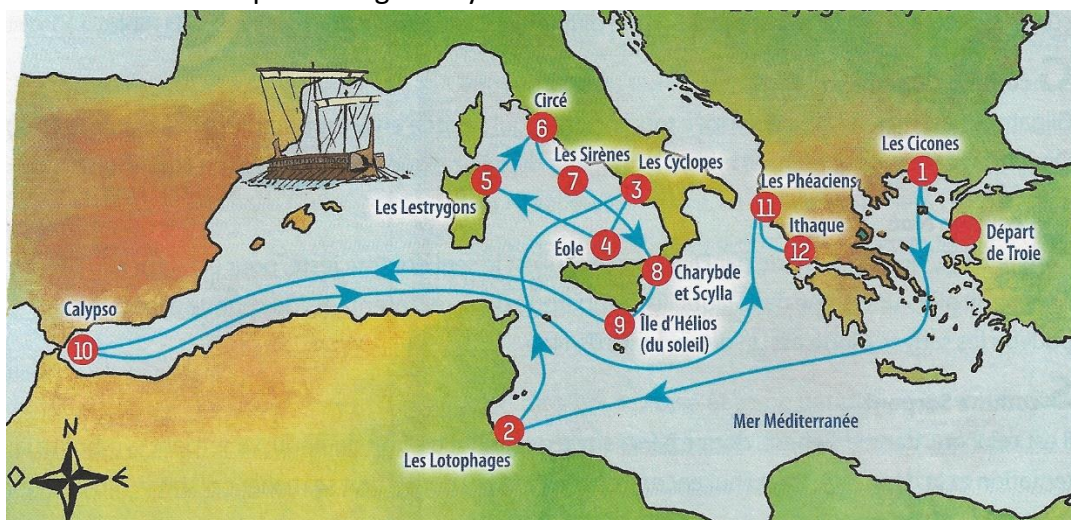 Circé
6
Les Sirènes
7
Les Cyclopes
3
Les Cicones
1
Les Phéaciens
11
Ithaque
12
Départ
de Troie
5
Les Lestrygons
Éole
4
8
Charybde
et Scylla
9
Île d'Hélios
(du soleil)
Calypso
10
2
Les Lotophages
Mer Méditerranée
N
O
E